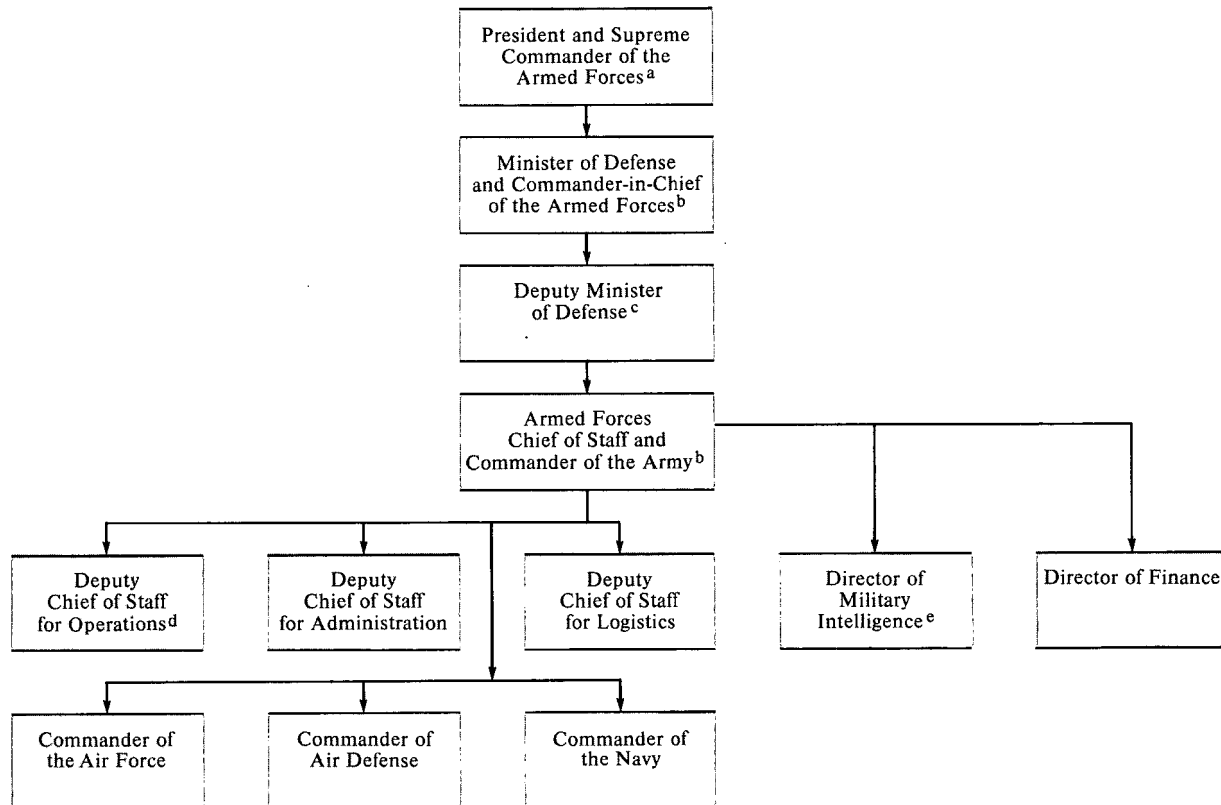 President and Supreme
Commander of the
Armed Forces a
Minister of Defense
and Commander-in-Chief
of the Armed Forces b
Deputy Minister
of Defense c
Armed Forces
Chief of Staff and
Commander of the Army b
Deputy
Chief of Staff
for Operations d
Deputy
Chief of Staff
for Administration
Deputy
Chief of Staff
for Logistics
Director of
Military
Intelligence e
Director of Finance
Commander of
the Air Force
Commander of
Air Defense
Commander of
the Navy